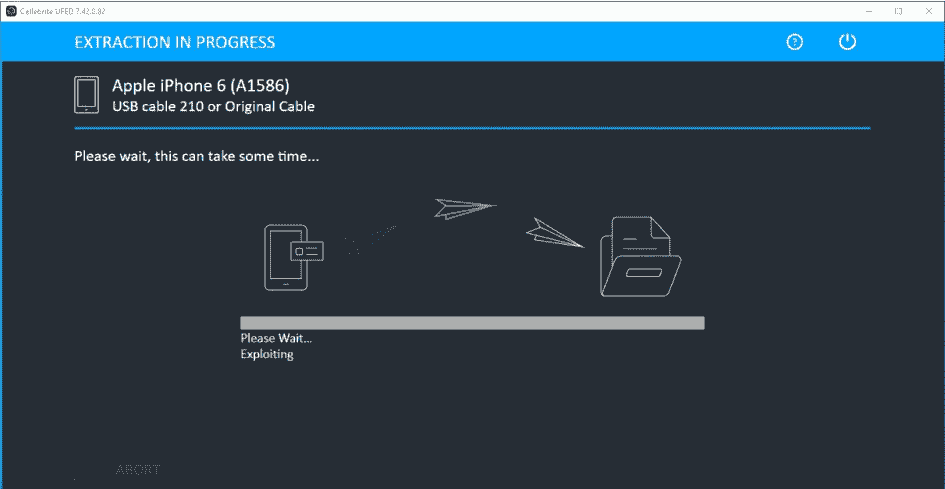 Cellebrite UFED 7.42.0.82
EXTRACTION IN PROGRESS
?
Apple iPhone 6 (A1586)
USB cable 210 or Original Cable
Please wait, this can take some time...
Please Wait...
Exploiting
ABORT